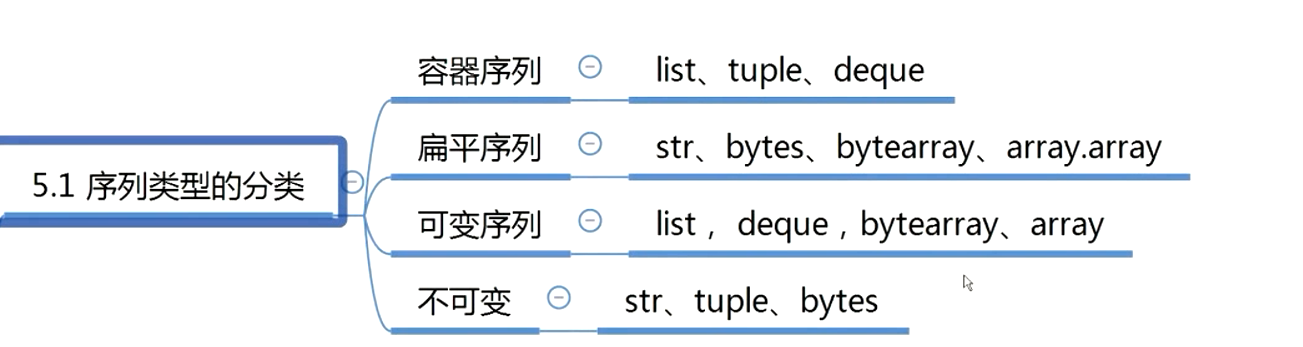 容器序列 list、tuple、deque
扁平序列 str、bytes、bytearray、array.array
5.1 序列类型的分类
可变序列 list， deque，bytearray、array
不可变 str、tuple、bytes